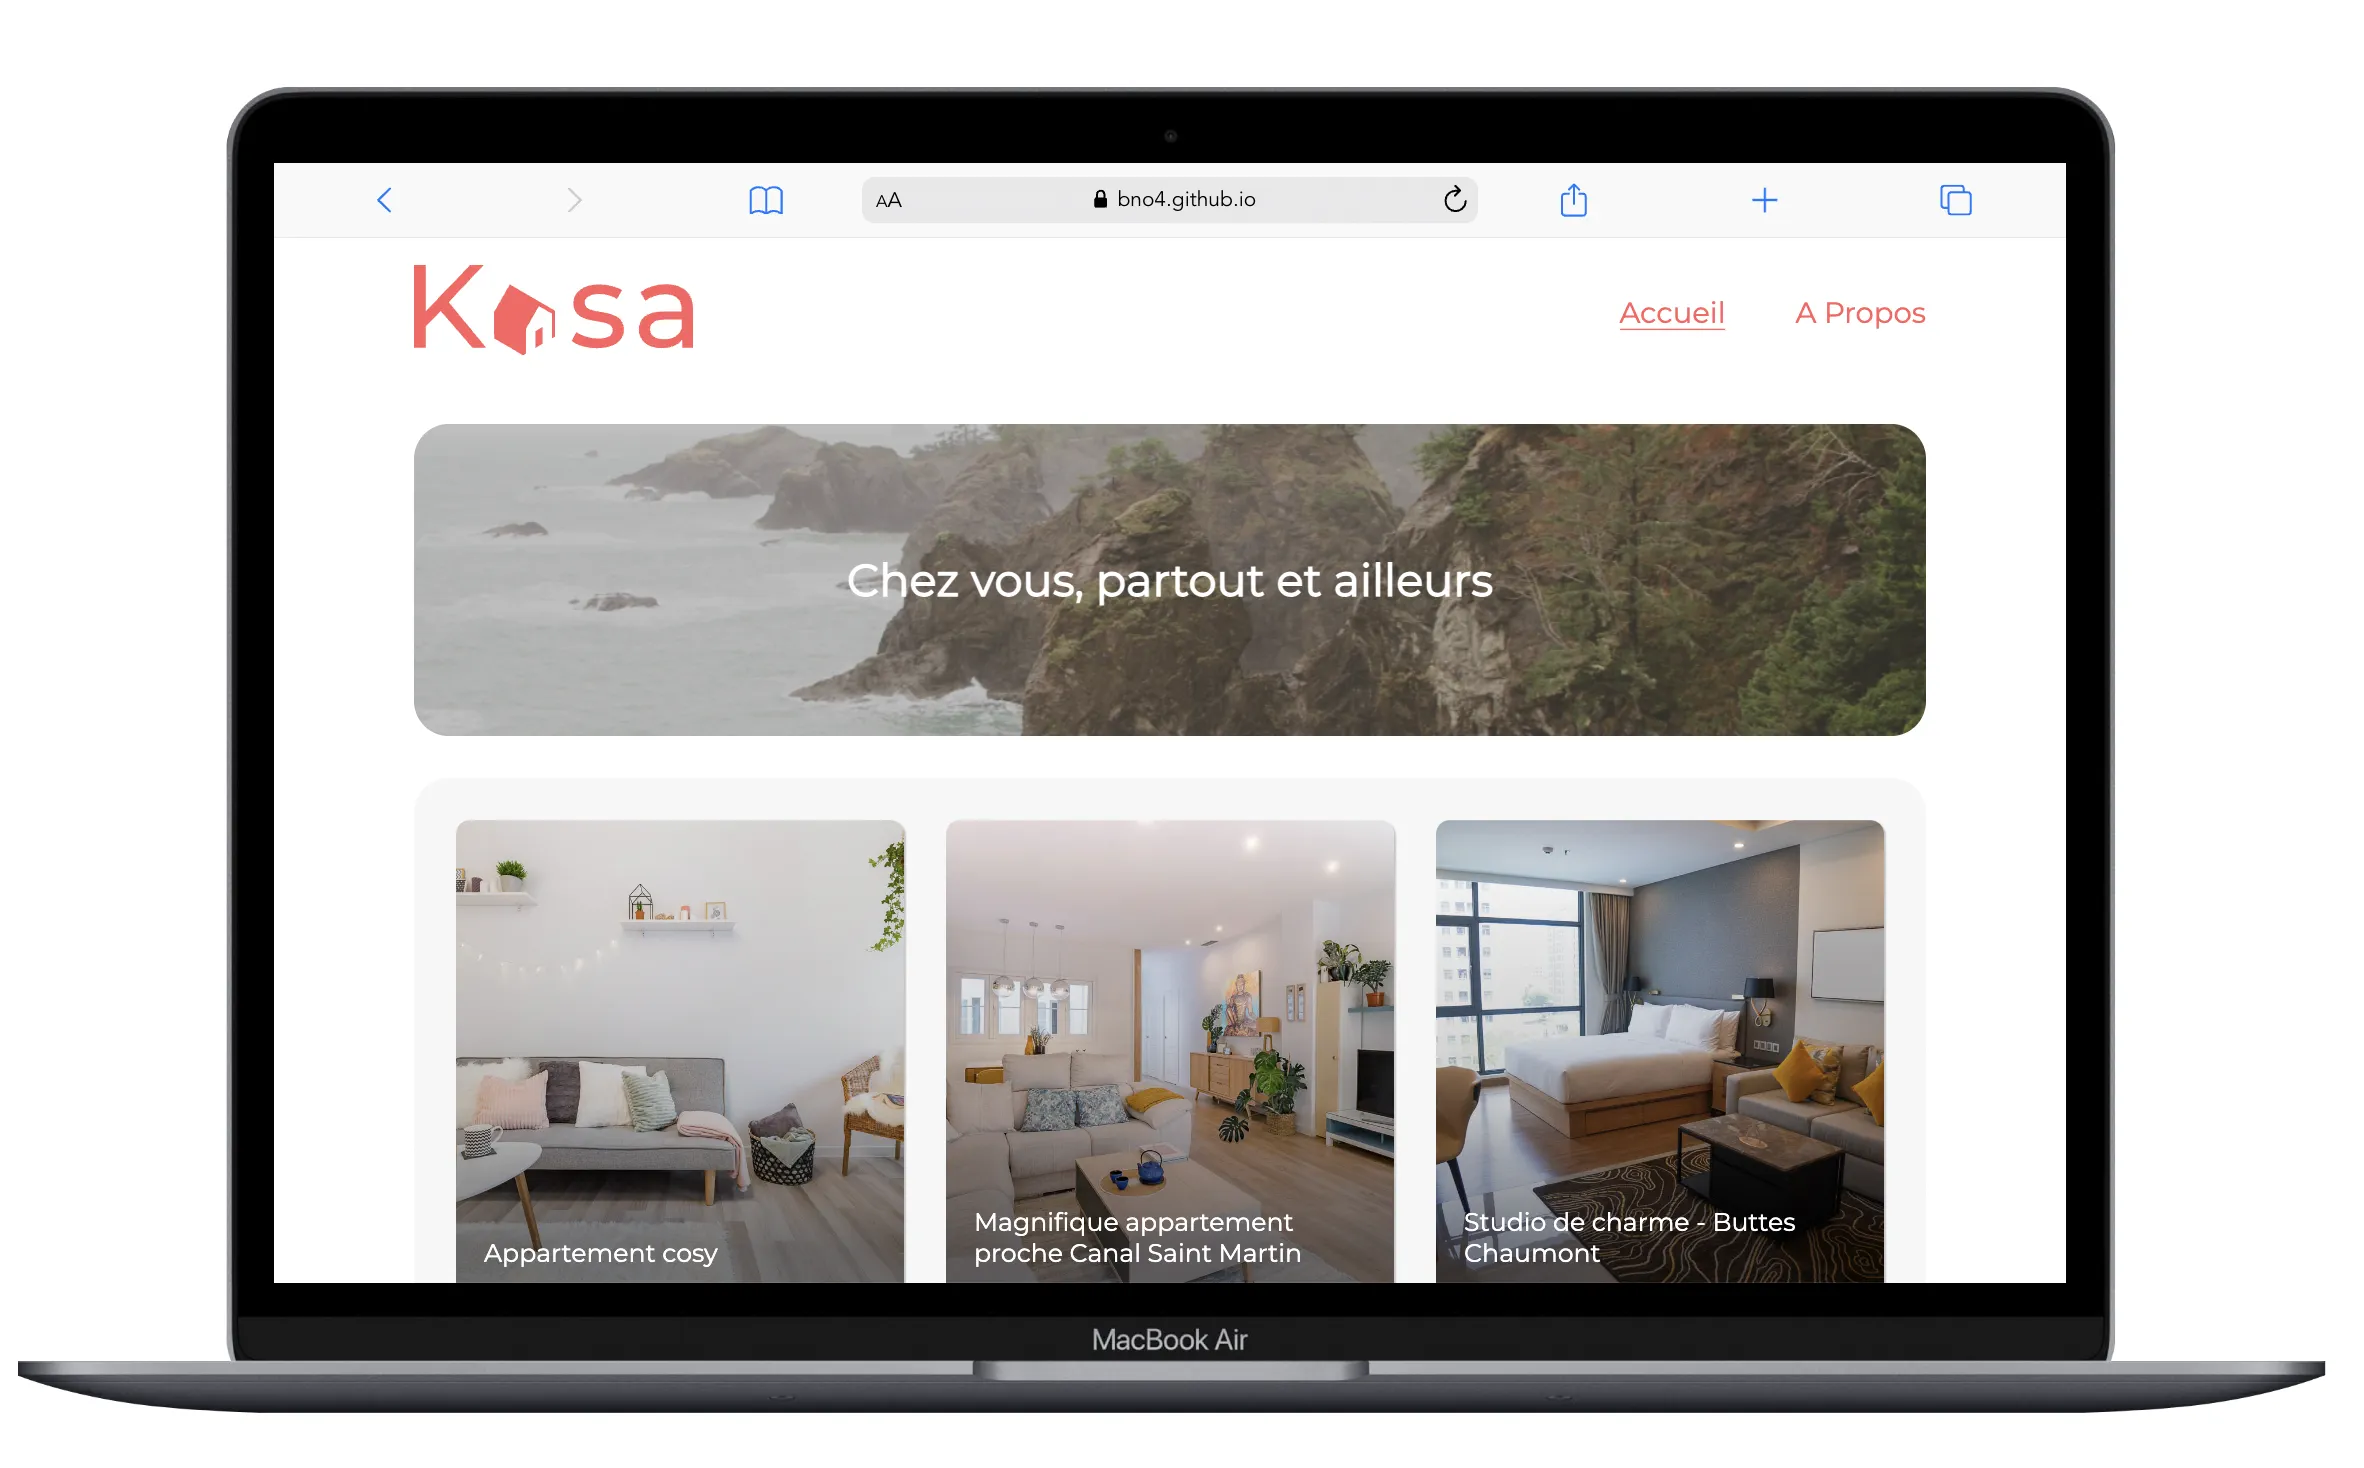 AA
bno4.github.io
Kasa
Accueil
A Propos
Chez vous, partout et ailleurs
Appartement cosy
Magnifique appartement
proche Canal Saint Martin
Studio de charme - Buttes
Chaumont
MacBook Air